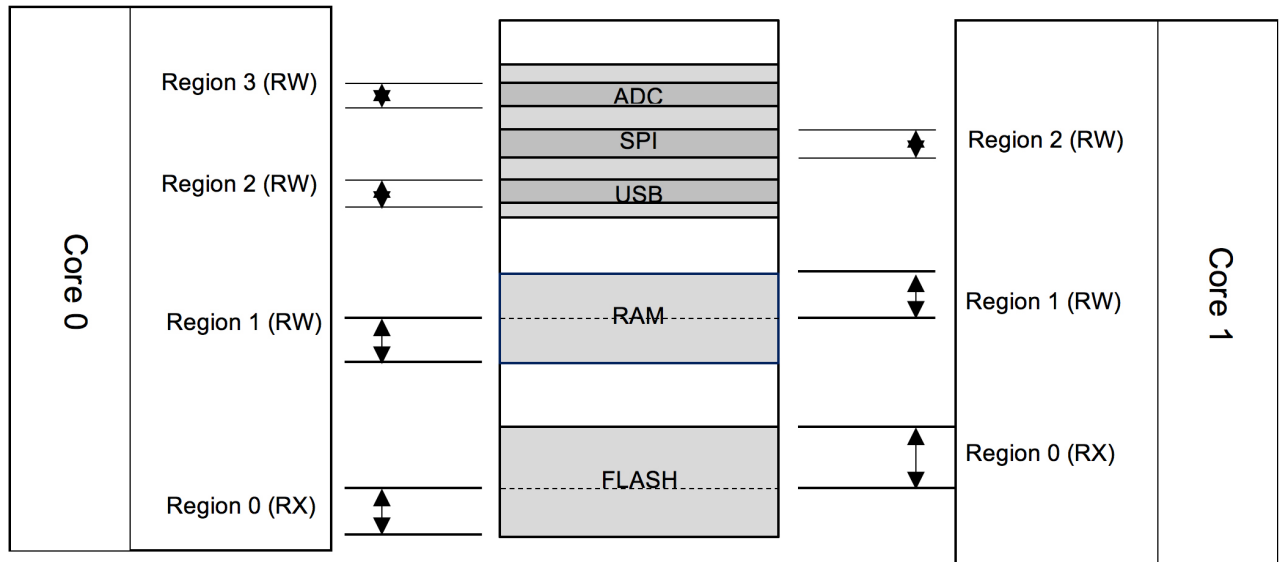 Core 0
Region 3 (RW)
Region 2 (RW)
Region 1 (RW)
Region 0 (RX)
ADC
SPI
USB
RAM
FLASH
Region 2 (RW)
Region 1 (RW)
Region 0 (RX)
Core 1